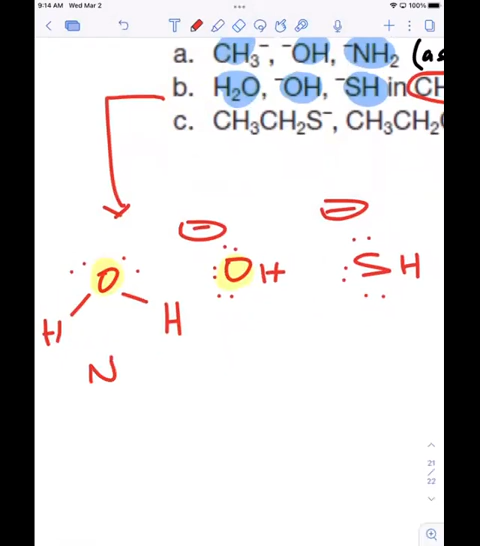 9:14 AM Wed Mar 2
100%
T
a. CH₃⁻, ⁻OH, ⁻NH₂ (as
b. H₂O, ⁻OH, ⁻SH in CH
c. CH₃CH₂S⁻, CH₃CH₂
⊖ ⊖
O OH SH
H H
N
21
/
22